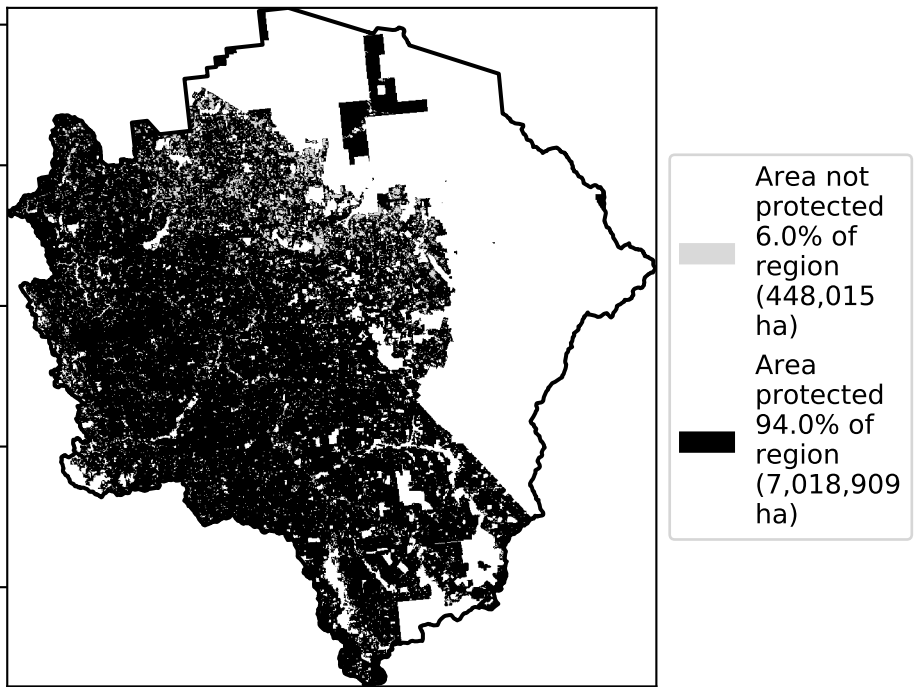 Area not
protected
6.0% of
region
(448,015
ha)
Area
protected
94.0% of
region
(7,018,909
ha)